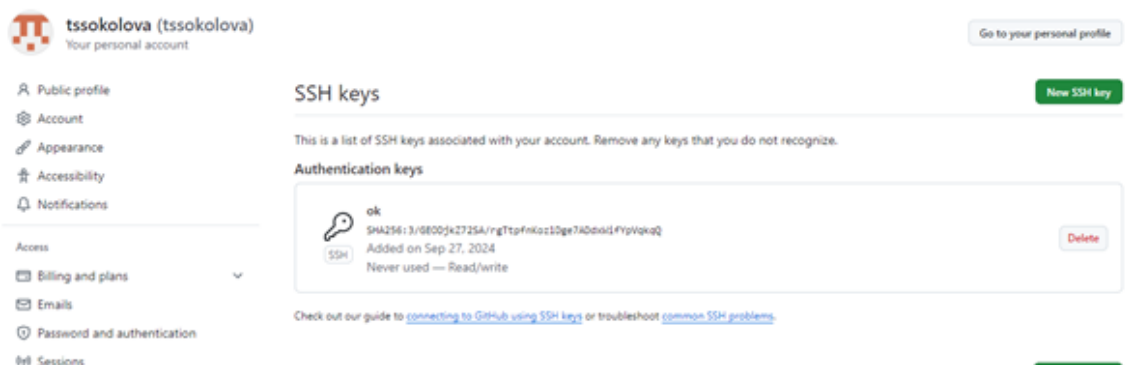 tssokolova (tssokolova)
Your personal account
Go to your personal profile
Public profile
Account
Appearance
Accessibility
Notifications
Access
Billing and plans
Emails
Password and authentication
Sessions
SSH keys
New SSH key
This is a list of SSH keys associated with your account. Remove any keys that you do not recognize.
Authentication keys
ok
Added on Sep 27, 2024
Never used — Read/write
SSH
Delete
Check out our guide to connecting to GitHub using SSH keys or troubleshoot common SSH problems.